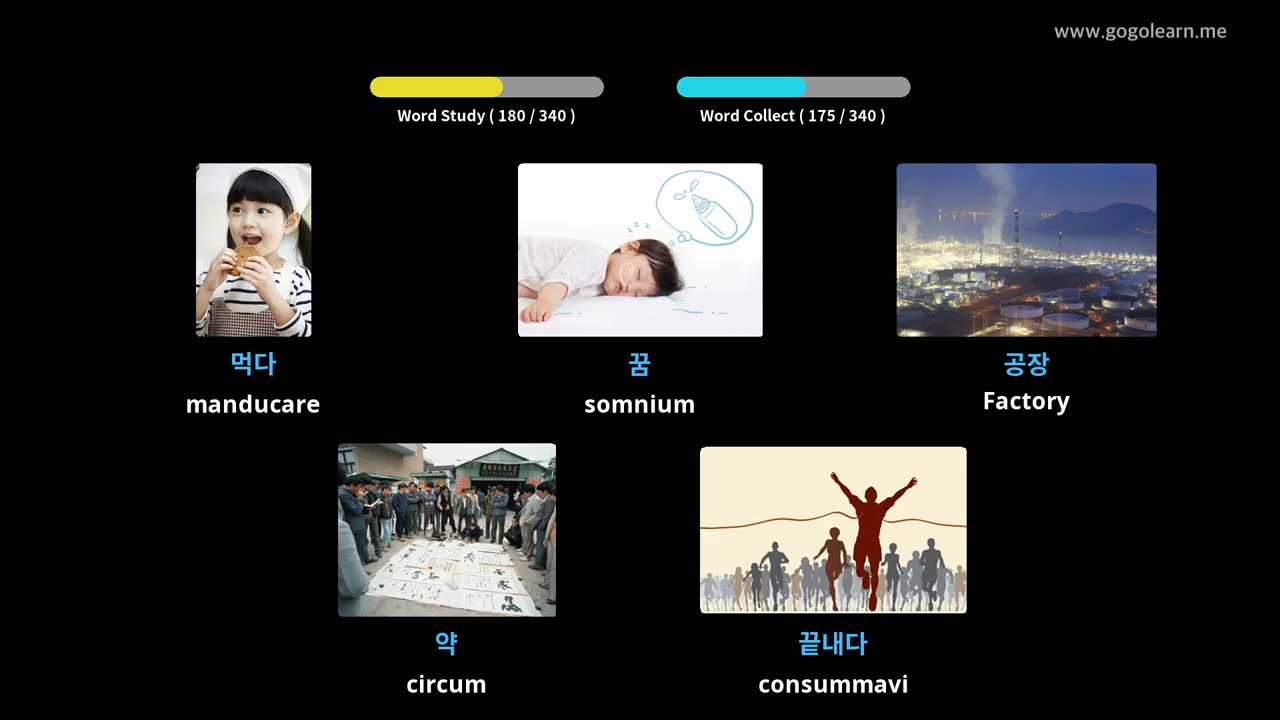 www.gogolearn.me
Word Study ( 180 / 340 )
Word Collect ( 175 / 340 )
먹다
manducare
꿈
somnium
공장
Factory
약
circum
끝내다
consummavi